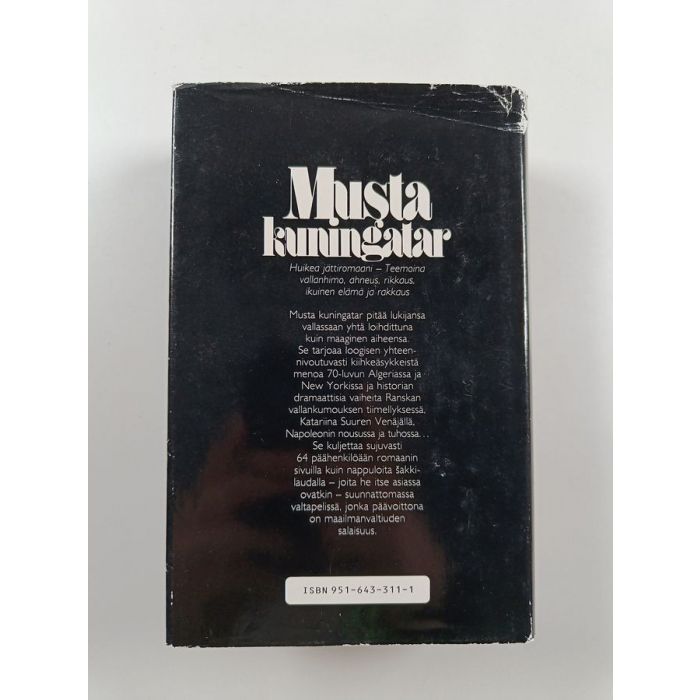 Musta
kuningatar
Huikea jättiromaani – Teemoina
vallanhimo, ahneus, rikkaus,
ikuinen elämä ja rakkaus
Musta kuningatar pitää lukijansa
vallassaan yhtä loihdittuna
kuin maaginen aiheensa.
Se tarjoaa loogisen yhteen-
nivoutuvasti kiihkeäsykkeistä
menoa 70-luvun Algeriassa ja
New Yorkissa ja historian
dramaattisia vaiheita Ranskan
vallankumouksen tiimellyksessä,
Katariina Suuren Venäjällä,
Napoleonin nousussa ja tuhossa...
Se kuljettaa sujuvasti
64 päähenkilöään romaanin
sivuilla kuin nappuloita šakki-
laudalla – joita he itse asiassa
ovatkin – suunnattomassa
valtapelissä, jonka päävoittona
on maailmanvaltiuden
salaisuus.
ISBN 951-643-311-1